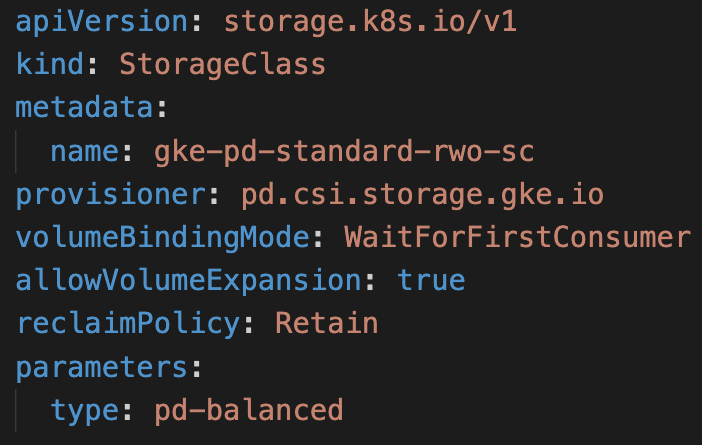 apiVersion: storage.k8s.io/v1
kind: StorageClass
metadata:
  name: gke-pd-standard-rwo-sc
provisioner: pd.csi.storage.gke.io
volumeBindingMode: WaitForFirstConsumer
allowVolumeExpansion: true
reclaimPolicy: Retain
parameters:
  type: pd-balanced